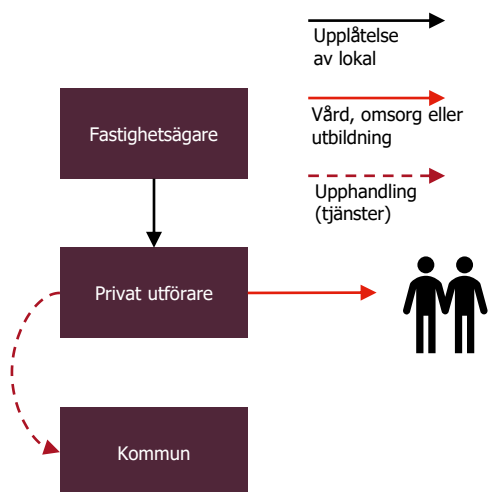 Upplåtelse
av lokal
Vård, omsorg eller
utbildning
Upphandling
(tjänster)
Fastighetsägare
Privat utförare
Kommun